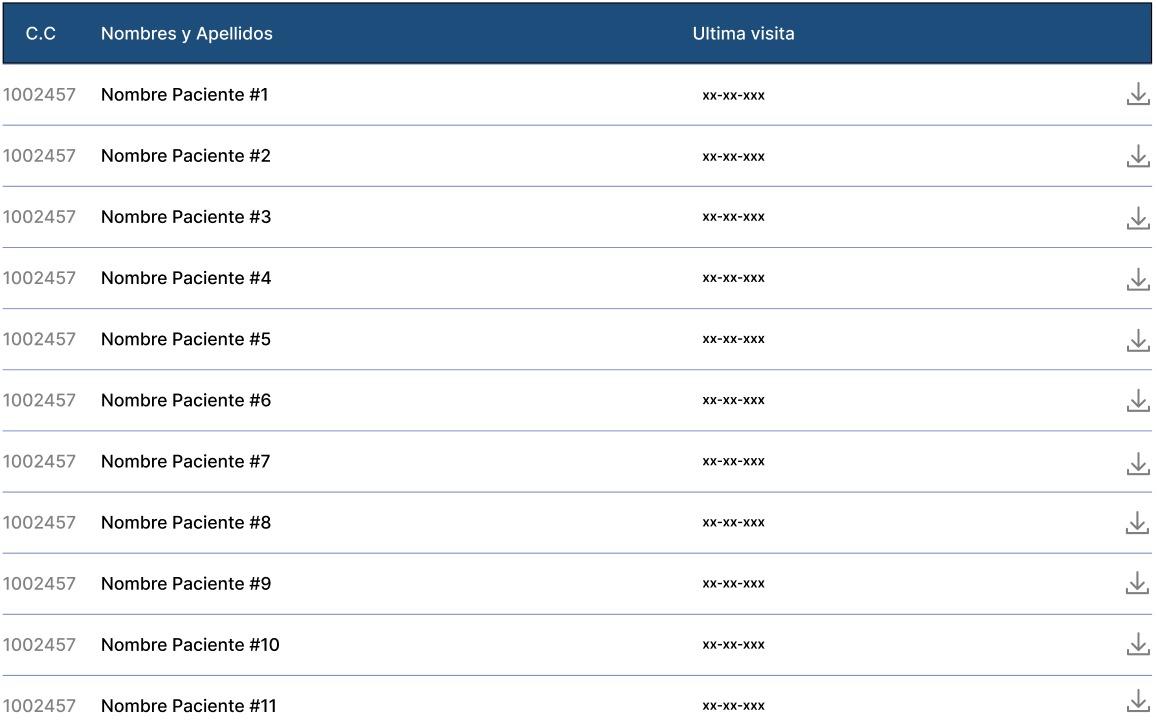 C.C Nombres y Apellidos Ultima visita
1002457 Nombre Paciente #1 xx-xx-xxx
1002457 Nombre Paciente #2 xx-xx-xxx
1002457 Nombre Paciente #3 xx-xx-xxx
1002457 Nombre Paciente #4 xx-xx-xxx
1002457 Nombre Paciente #5 xx-xx-xxx
1002457 Nombre Paciente #6 xx-xx-xxx
1002457 Nombre Paciente #7 xx-xx-xxx
1002457 Nombre Paciente #8 xx-xx-xxx
1002457 Nombre Paciente #9 xx-xx-xxx
1002457 Nombre Paciente #10 xx-xx-xxx
1002457 Nombre Paciente #11 xx-xx-xxx